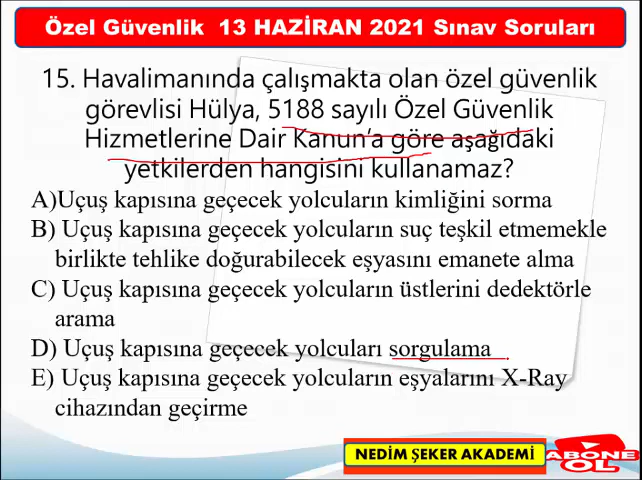 Özel Güvenlik 13 HAZİRAN 2021 Sınav Soruları
15. Havalimanında çalışmakta olan özel güvenlik
görevlisi Hülya, 5188 sayılı Özel Güvenlik
Hizmetlerine Dair Kanun’a göre aşağıdaki
yetkilerden hangisini kullanamaz?
A)Uçuş kapısına geçecek yolcuların kimliğini sorma
B) Uçuş kapısına geçecek yolcuların suç teşkil etmemekle
birlikte tehlike doğurabilecek eşyasını emanete alma
C) Uçuş kapısına geçecek yolcuların üstlerini dedektörle
arama
D) Uçuş kapısına geçecek yolcuları sorgulama
E) Uçuş kapısına geçecek yolcuların eşyalarını X-Ray
cihazından geçirme
NEDİM ŞEKER AKADEMİ
ABONE
OL